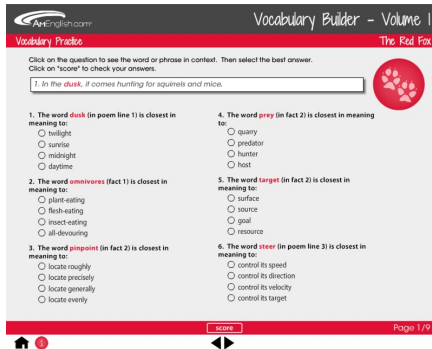 AMEnglish.com
Vocabulary Builder - Volume 1
Vocabulary Practice
The Red Fox
Click on the question to see the word or phrase in context. Then select the best answer.
Click on "score" to check your answers.
1. In the dusk, it comes hunting for squirrels and mice,
1. The word dusk (in poem line 1) is closest in
meaning to:
twilight
sunrise
midnight
daytime
2. The word omnivores (fact 1) is closest in
meaning to:
plant-eating
flesh-eating
insect-eating
all-devouring
3. The word pinpoint (in fact 2) is closest in
meaning to:
locate roughly
locate precisely
locate generally
locate evenly
4. The word prey (in fact 2) is closest in meaning
to:
quarry
predator
hunter
host
5. The word target (in fact 2) is closest in
meaning to:
surface
source
goal
resource
6. The word steer (in poem line 3) is closest in
meaning to:
control its speed
control its direction
control its velocity
control its target
score
Page 1/9
1